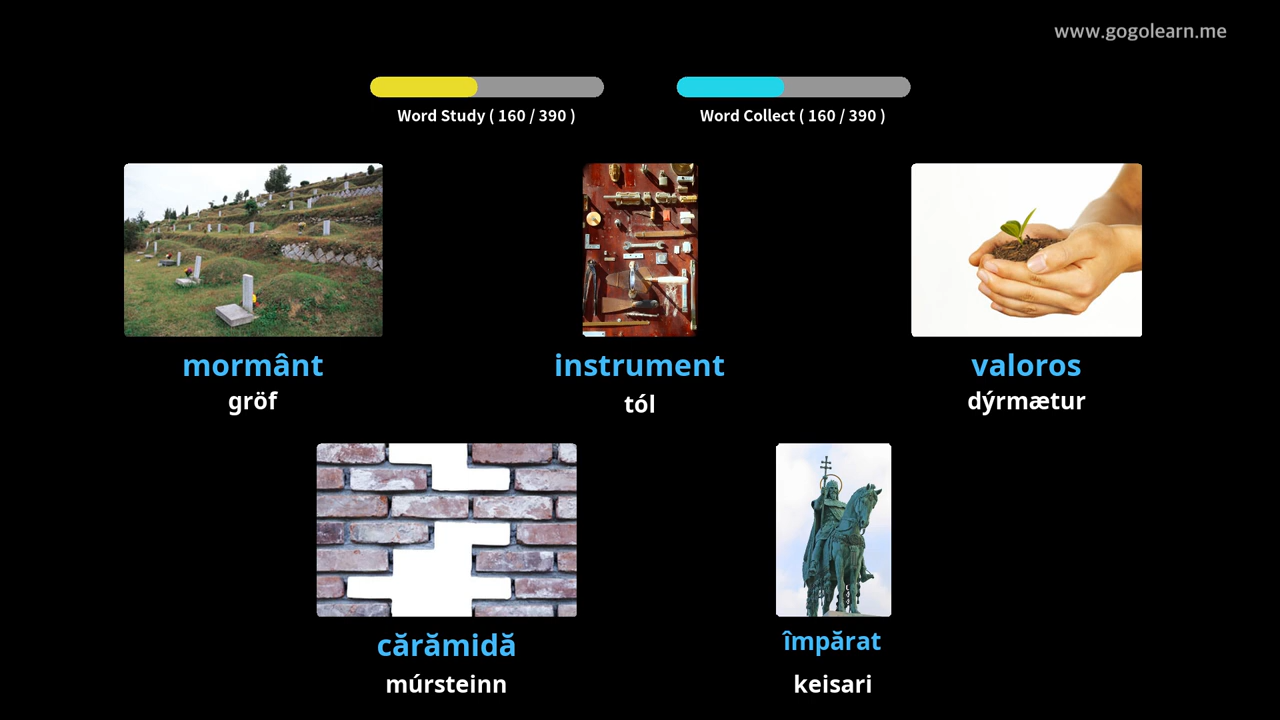 www.gogolearn.me
Word Study ( 160 / 390 )
Word Collect ( 160 / 390 )
mormânt
gröf
instrument
tól
valoros
dýrmætur
cărămidă
múrsteinn
împărat
keisari